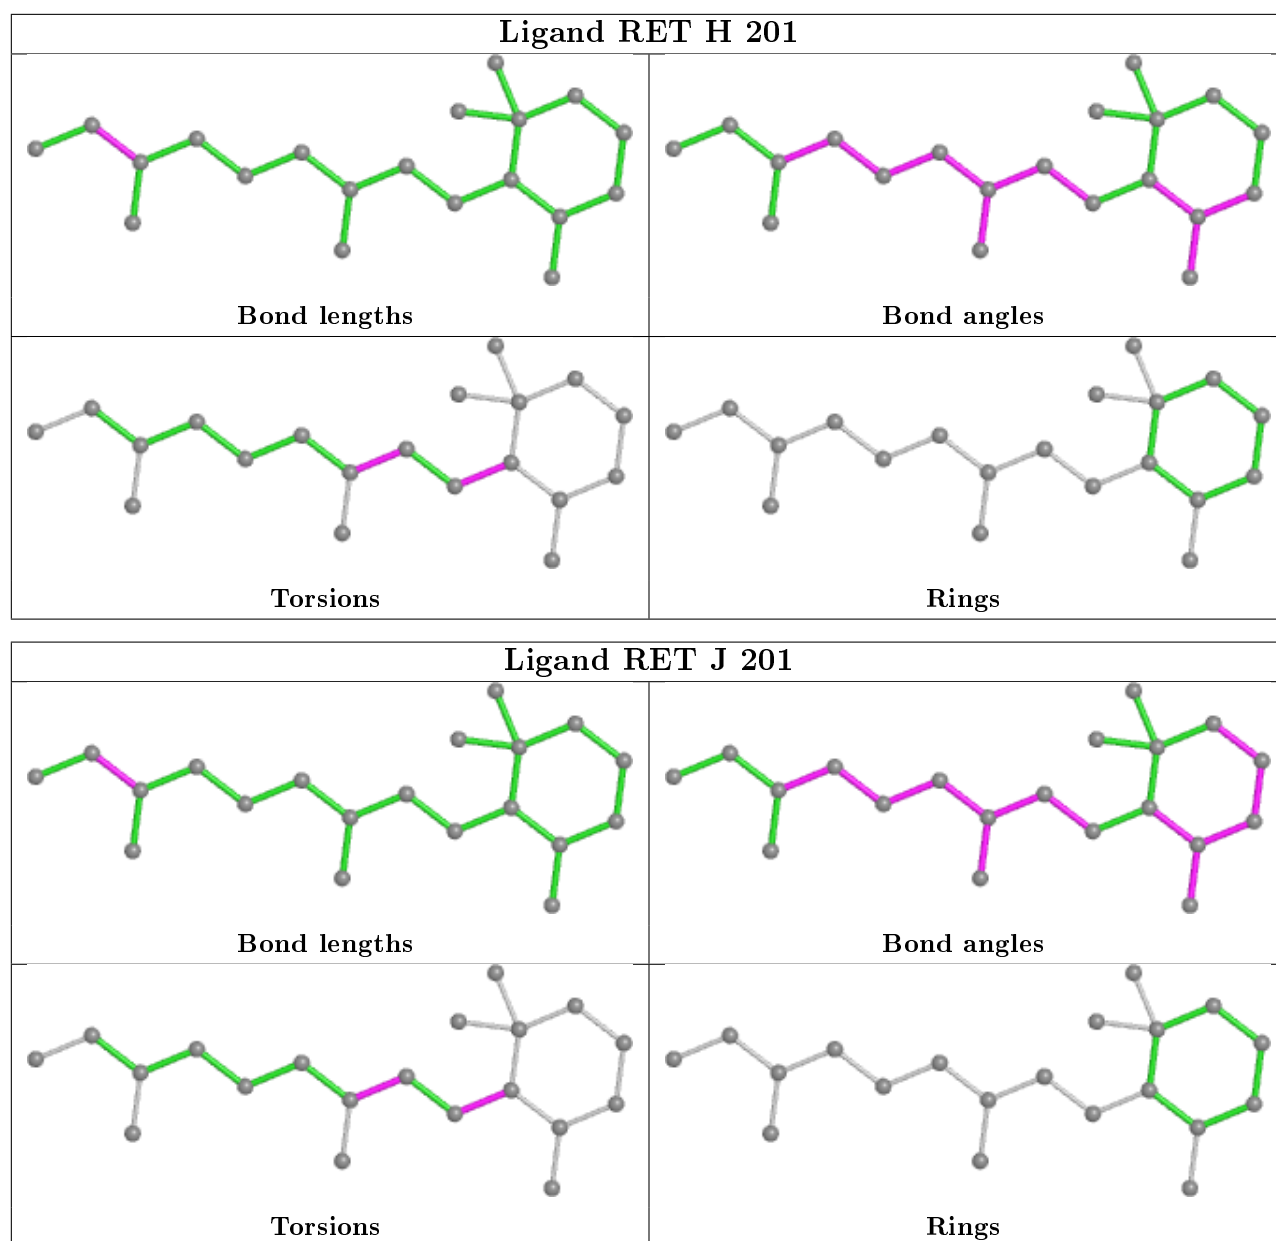 Ligand RET H 201
Bond lengths
Bond angles
Torsions
Rings
Ligand RET J 201
Bond lengths
Bond angles
Torsions
Rings